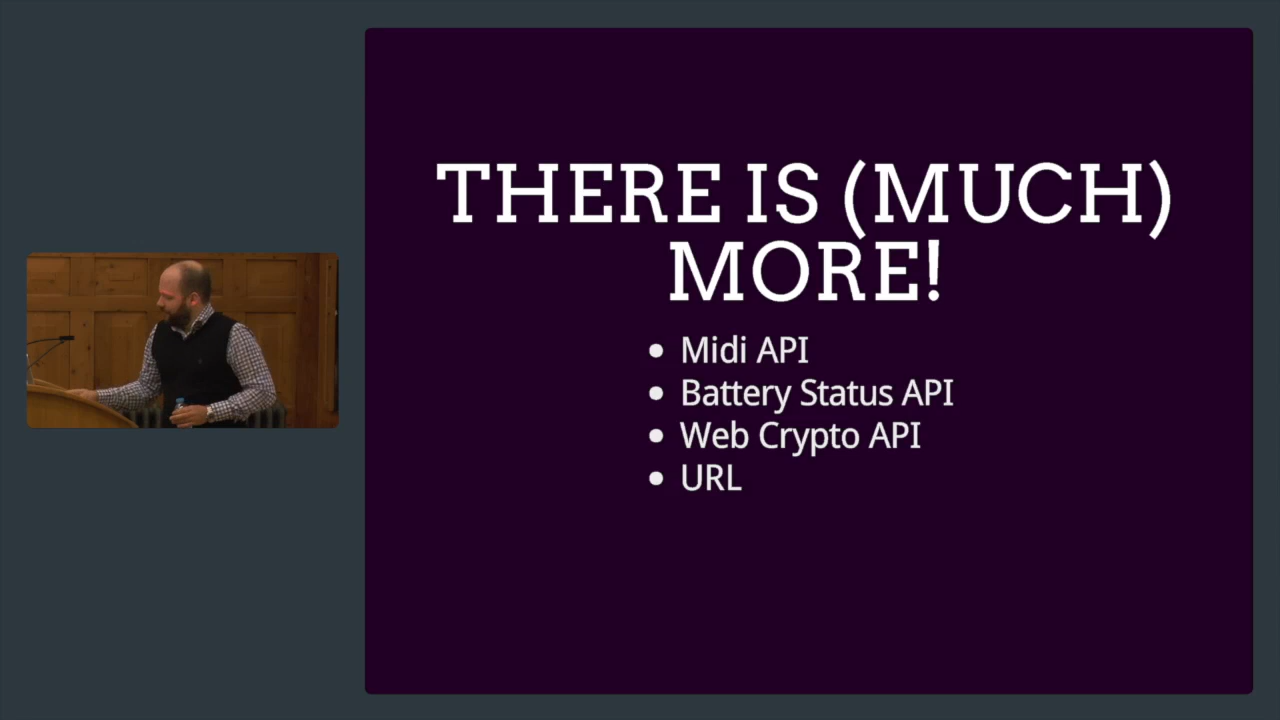 THERE IS (MUCH)
MORE!
Midi API
Battery Status API
Web Crypto API
URL